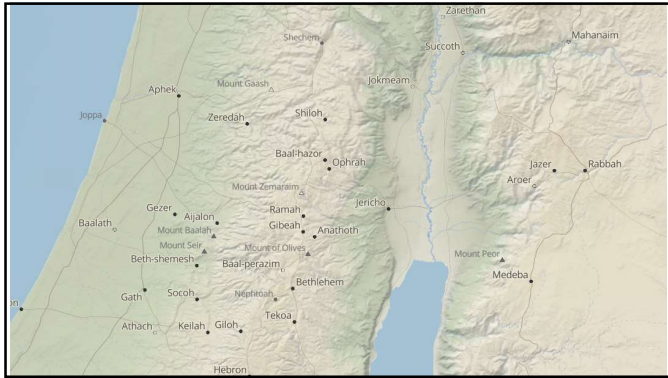 Zarethan
Shechem
Mahanaim
Succoth
Mount Gaash
Jokmeam
Aphek
Joppa
Zeredah
Shiloh
Baal-hazor
Ophrah
Jazer
Rabbah
Aroer
Mount Zemaraim
Jericho
Gezer
Ramah
Aijalon
Baalath
Mount Baalah
Gibeah
Anathoth
Mount Seir
Mount of Olives
Beth-shemesh
Baal-perazim
Mount Peor
Medeba
Bethlehem
Gath
Socoh
Nephtoah
on
Tekoa
Athach
Keilah
Giloh
Hebron